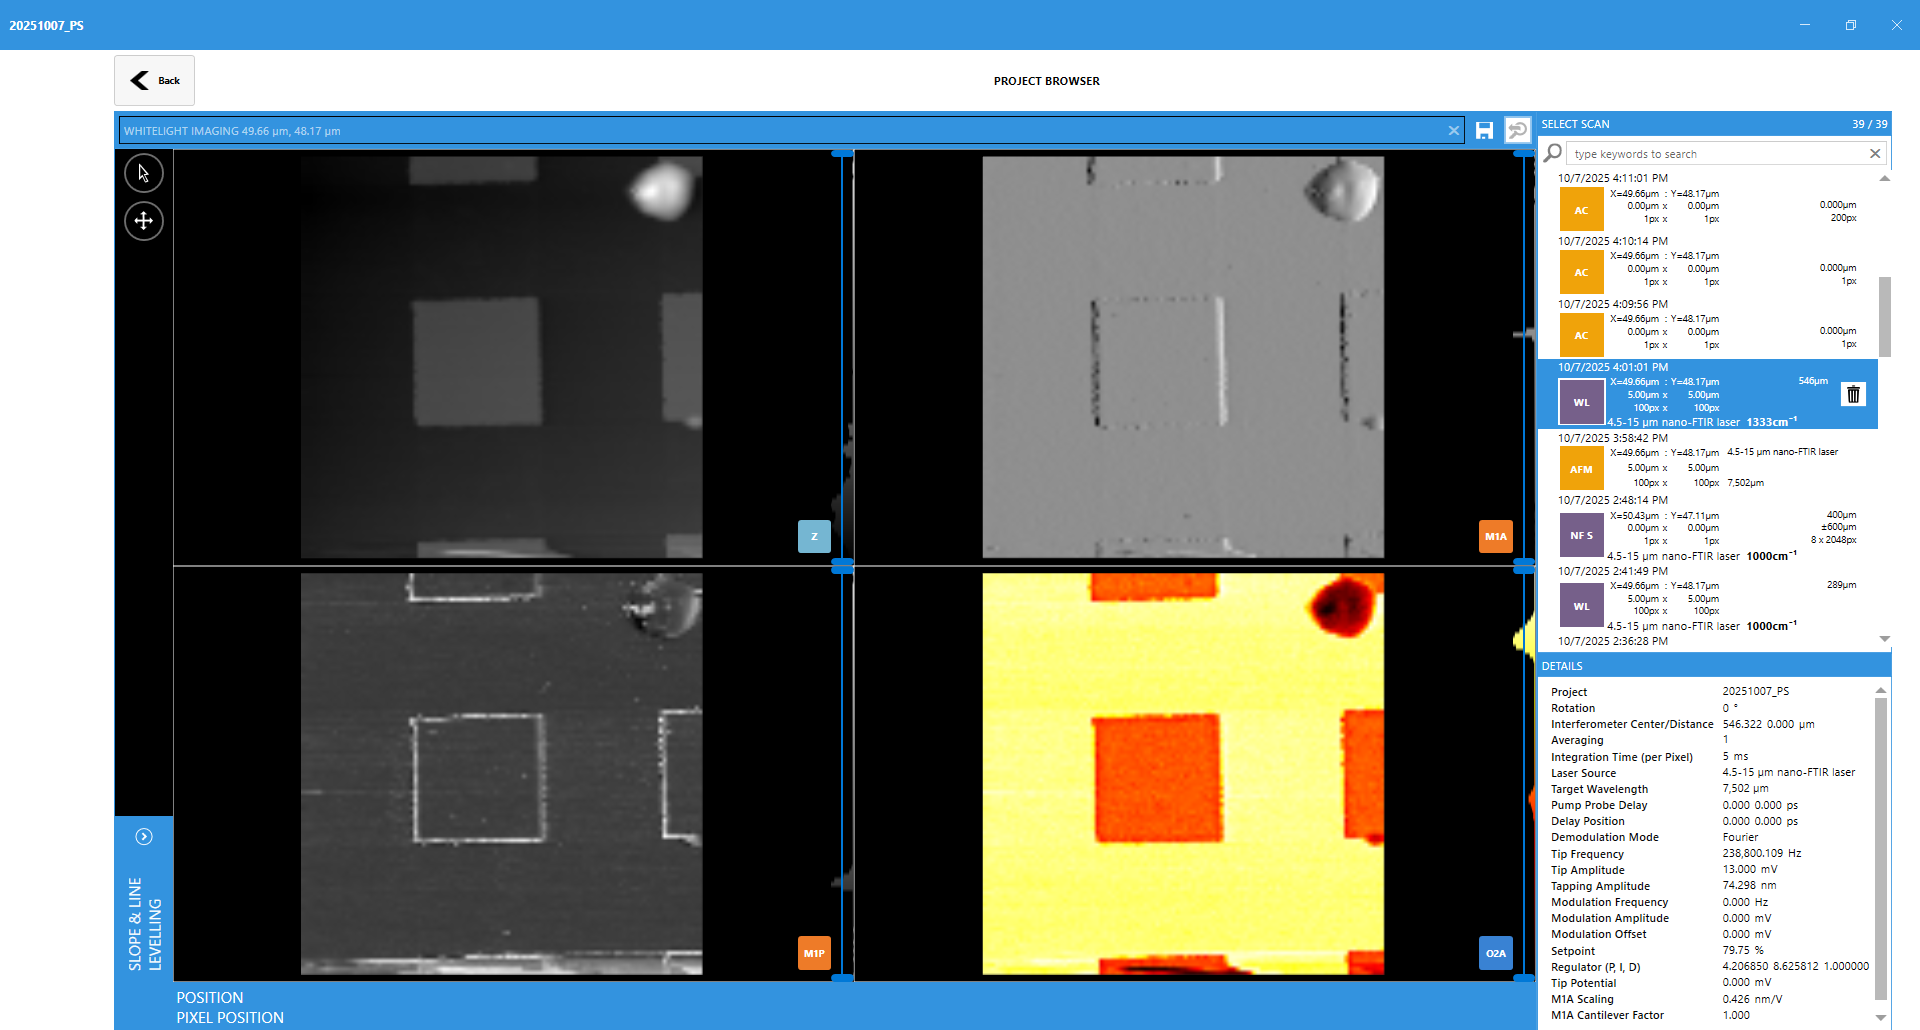 20251007_PS
Back
PROJECT BROWSER
WHITELIGHT IMAGING 49.66 µm, 48.17 µm
SELECT SCAN 39 / 39
type keywords to search
10/7/2025 4:11:01 PM
AC
X=49.66µm : Y=48.17µm
0.00µm x 0.00µm 0.000µm
1px x 1px 200px
10/7/2025 4:10:14 PM
AC
X=49.66µm : Y=48.17µm
0.00µm x 0.00µm 0.000µm
1px x 1px 1px
10/7/2025 4:09:56 PM
AC
X=49.66µm : Y=48.17µm
0.00µm x 0.00µm 0.000µm
1px x 1px 1px
10/7/2025 4:01:01 PM
WL
X=49.66µm : Y=48.17µm 546µm
5.00µm x 5.00µm
100px x 100px
4.5-15 µm nano-FTIR laser 1333cm⁻¹
10/7/2025 3:58:42 PM
AFM
X=49.66µm : Y=48.17µm 4.5-15 µm nano-FTIR laser
5.00µm x 5.00µm
100px x 100px 7,502µm
10/7/2025 2:48:14 PM
NF S
X=50.43µm : Y=47.11µm 400µm
0.00µm x 0.00µm ±600µm
1px x 1px 8 x 2048px
4.5-15 µm nano-FTIR laser 1000cm⁻¹
10/7/2025 2:41:49 PM
WL
X=49.66µm : Y=48.17µm 289µm
5.00µm x 5.00µm
100px x 100px
4.5-15 µm nano-FTIR laser 1000cm⁻¹
10/7/2025 2:36:28 PM
Z
M1A
M1P
O2A
SLOPE & LINE
LEVELLING
POSITION
PIXEL POSITION
DETAILS
Project 20251007_PS
Rotation 0 °
Interferometer Center/Distance 546.322 0.000 µm
Averaging 1
Integration Time (per Pixel) 5 ms
Laser Source 4.5-15 µm nano-FTIR laser
Target Wavelength 7,502 µm
Pump Probe Delay 0.000 0.000 ps
Delay Position 0.000 0.000 ps
Demodulation Mode Fourier
Tip Frequency 238,800.109 Hz
Tip Amplitude 13.000 mV
Tapping Amplitude 74.298 nm
Modulation Frequency 0.000 Hz
Modulation Amplitude 0.000 mV
Modulation Offset 0.000 mV
Setpoint 79.75 %
Regulator (P, I, D) 4.206850 8.625812 1.000000
Tip Potential 0.000 mV
M1A Scaling 0.426 nm/V
M1A Cantilever Factor 1.000